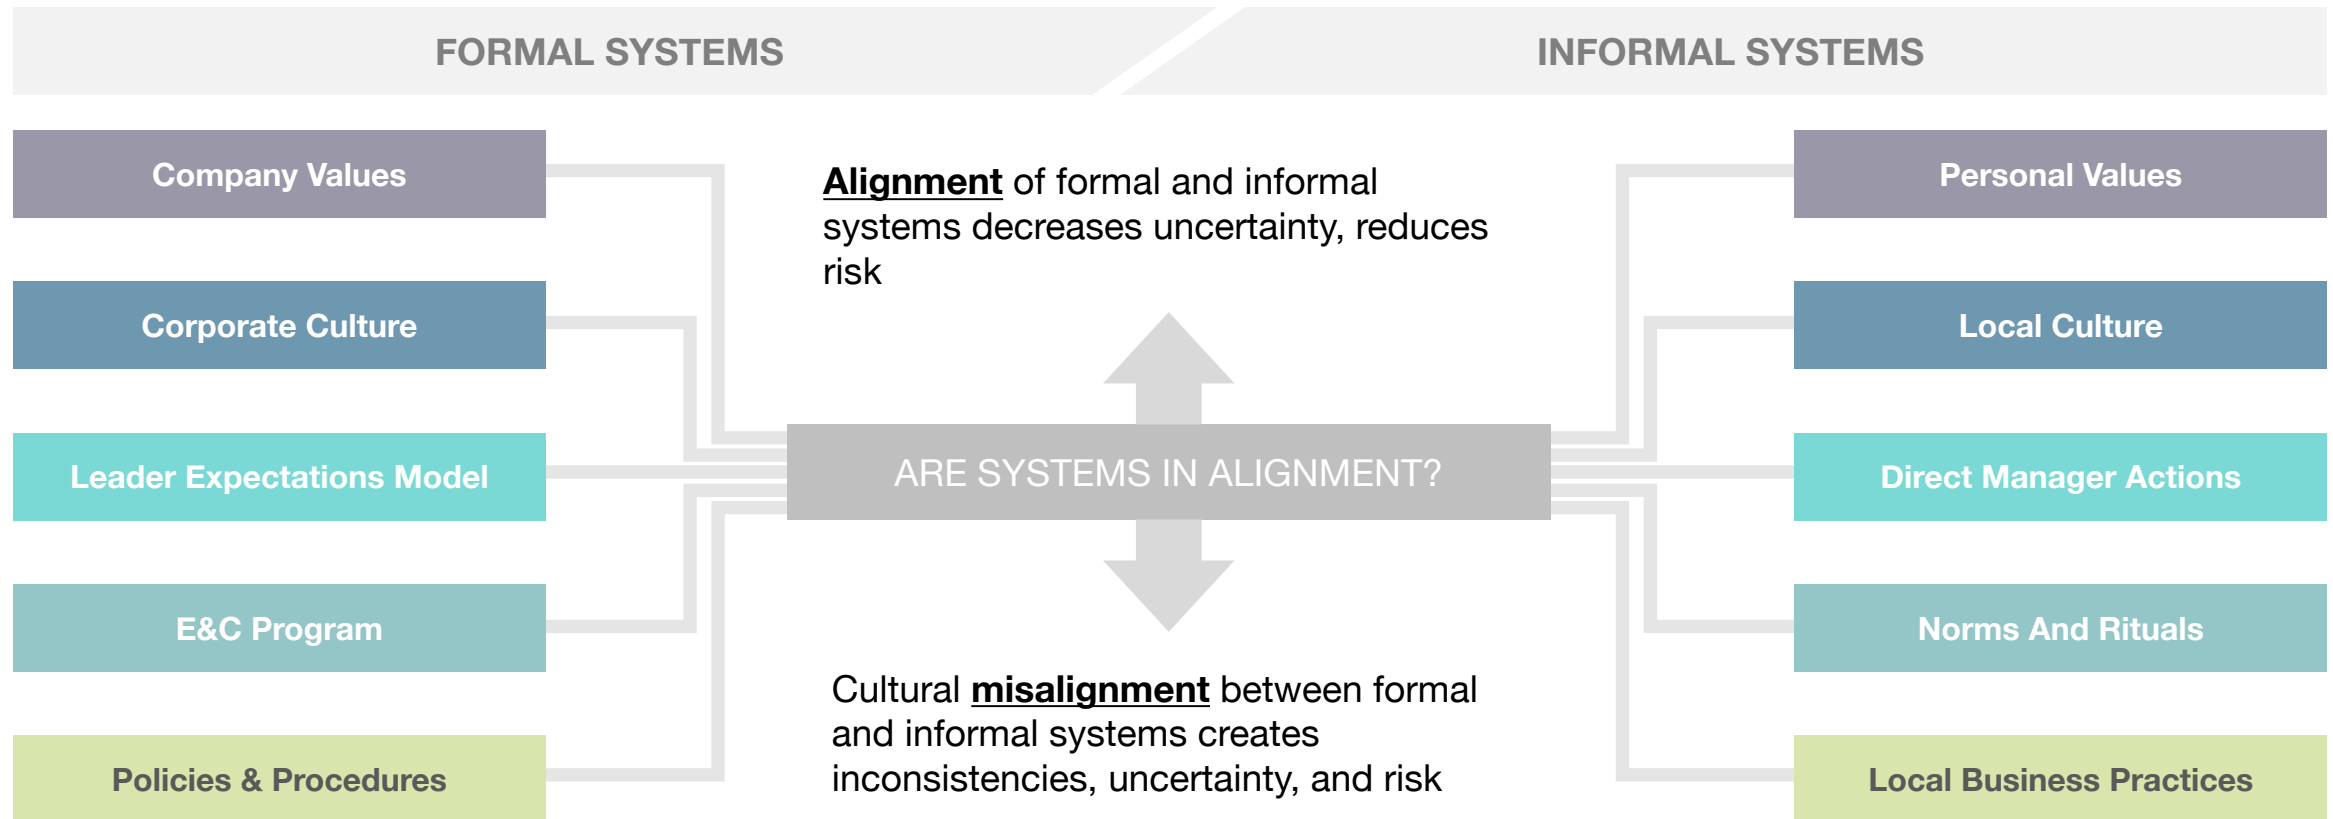 FORMAL SYSTEMS
INFORMAL SYSTEMS
Company Values
Corporate Culture
Leader Expectations Model
E&C Program
Policies & Procedures
Alignment of formal and informal
systems decreases uncertainty, reduces
risk
ARE SYSTEMS IN ALIGNMENT?
Cultural misalignment between formal
and informal systems creates
inconsistencies, uncertainty, and risk
Personal Values
Local Culture
Direct Manager Actions
Norms And Rituals
Local Business Practices